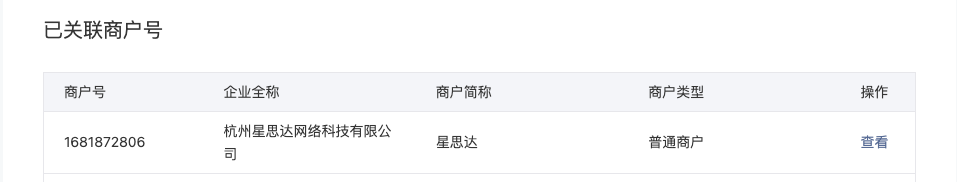 已关联商户号
商户号 企业全称 商户简称 商户类型 操作
1681872806 杭州星思达网络科技有限公 星思达 普通商户 查看
司